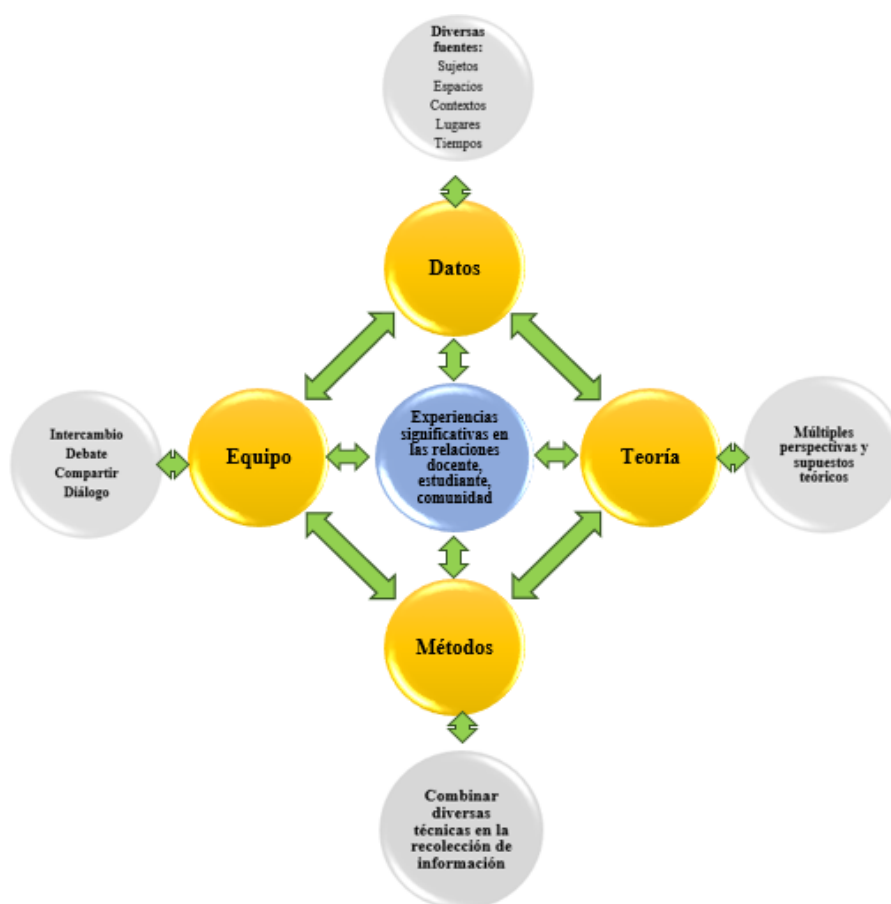 Diversas
fuentes:
Sujetos
Espacios
Contextos
Lugares
Tiempos
Datos
Intercambio
Debate
Compartir
Diálogo
Equipo
Experiencias
significativas en
las relaciones
docente,
estudiante,
comunidad
Teoría
Múltiples
perspectivas y
supuestos
teóricos
Métodos
Combinar
diversas
técnicas en la
recolección de
información